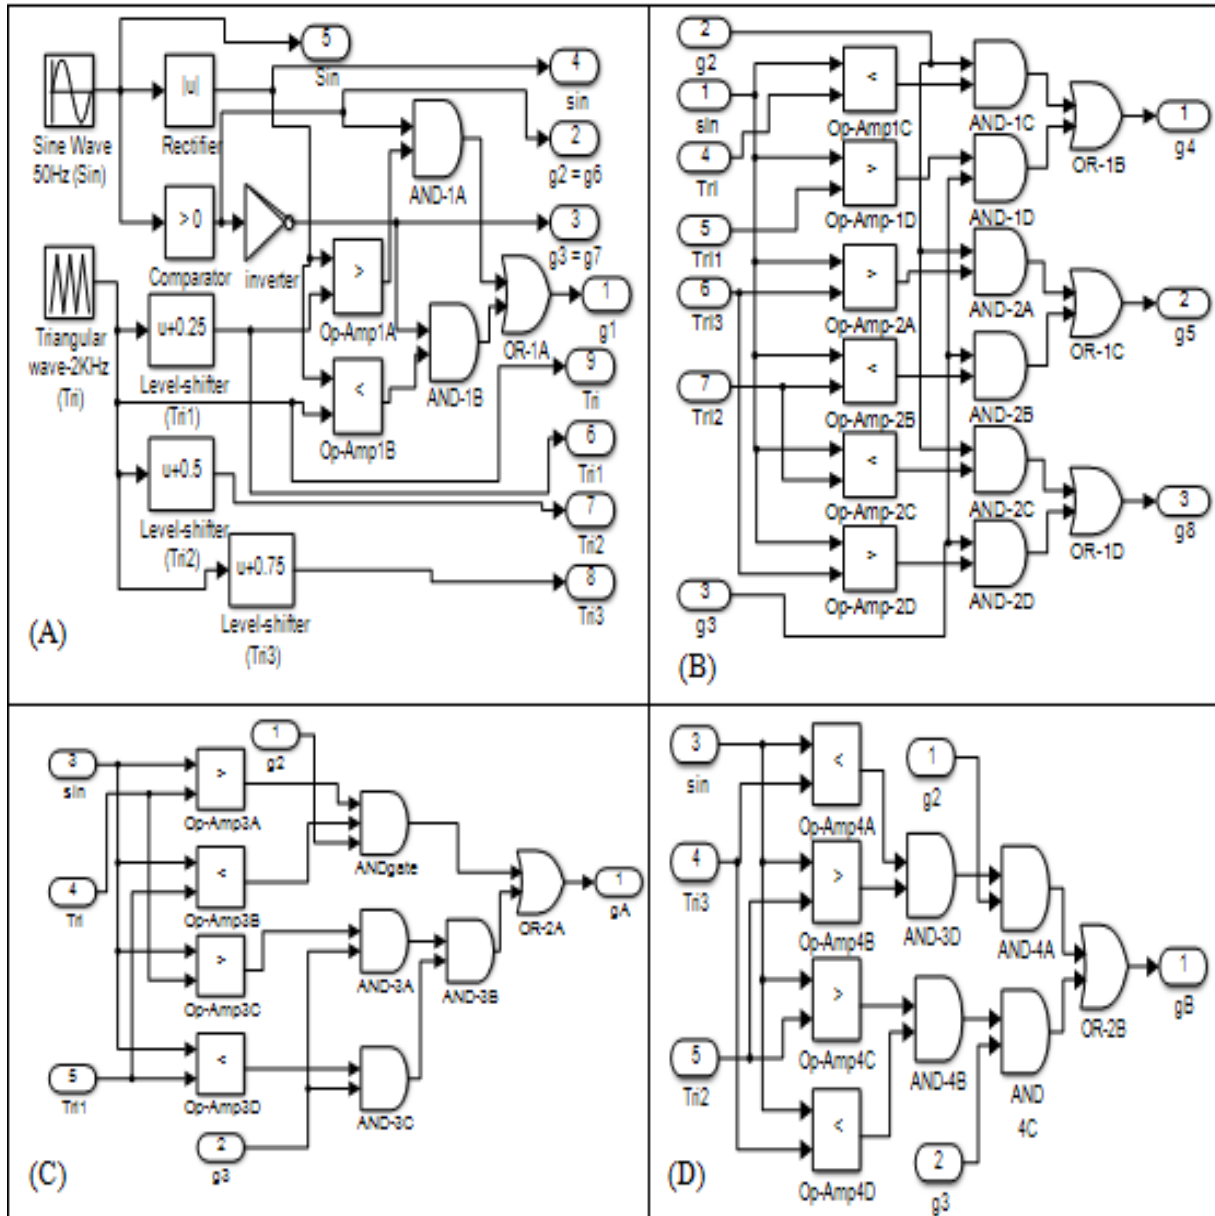 5
Sin
Sine Wave
50Hz (Sin)
|u|
Rectifier
4
sin
2
g2 = g6
AND-1A
> 0
Comparator
inverter
3
g3 = g7
Triangular
wave-2KHz
(Tri)
u+0.25
Level-shifter
(Tri1)
>
Op-Amp1A
<
Op-Amp1B
AND-1B
OR-1A
1
g1
9
Tri
6
Tri1
u+0.5
Level-shifter
(Tri2)
7
Tri2
u+0.75
Level-shifter
(Tri3)
8
Tri3
(A)
2
g2
1
sin
4
Tri
5
Tri1
6
Tri3
7
Tri2
3
g3
<
Op-Amp1C
>
Op-Amp-1D
>
Op-Amp-2A
<
Op-Amp-2B
<
Op-Amp-2C
>
Op-Amp-2D
AND-1C
AND-1D
AND-2A
AND-2B
AND-2C
AND-2D
OR-1B
OR-1C
OR-1D
1
g4
2
g5
3
g8
(B)
3
sin
4
Tri
5
Tri1
1
g2
>
Op-Amp3A
<
Op-Amp3B
>
Op-Amp3C
<
Op-Amp3D
2
g3
ANDgate
AND-3A
AND-3B
AND-3C
OR-2A
1
gA
(C)
3
sin
4
Tri3
5
Tri2
<
Op-Amp4A
>
Op-Amp4B
>
Op-Amp4C
<
Op-Amp4D
1
g2
AND-3D
AND-4A
AND-4B
AND
4C
2
g3
OR-2B
1
gB
(D)